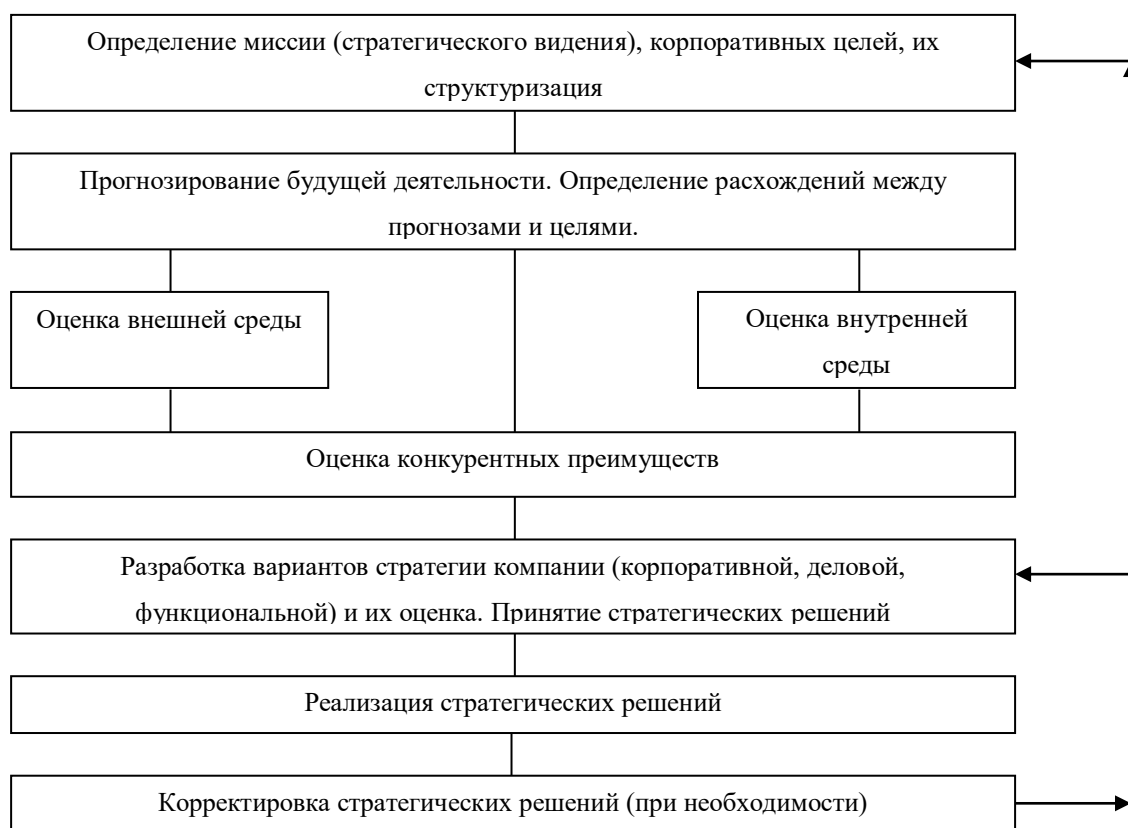 Определение миссии (стратегического видения), корпоративных целей, их
структуризация
Прогнозирование будущей деятельности. Определение расхождений между
прогнозами и целями.
Оценка внешней среды
Оценка внутренней
среды
Оценка конкурентных преимуществ
Разработка вариантов стратегии компании (корпоративной, деловой,
функциональной) и их оценка. Принятие стратегических решений
Реализация стратегических решений
Корректировка стратегических решений (при необходимости)